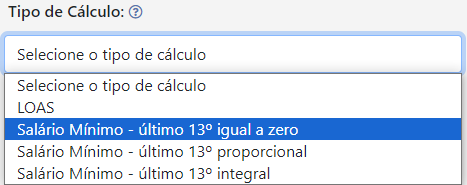 Tipo de Cálculo: ?
Selecione o tipo de cálculo
Selecione o tipo de cálculo
LOAS
Salário Mínimo - último 13º igual a zero
Salário Mínimo - último 13º proporcional
Salário Mínimo - último 13º integral